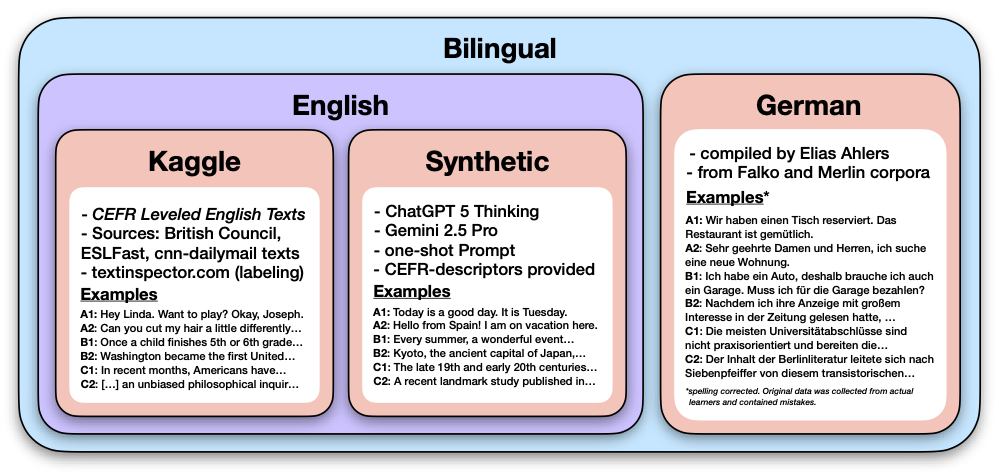 Bilingual
English
Kaggle
- CEFR Leveled English Texts
- Sources: British Council,
ESLFast, cnn-dailymail texts
- textinspector.com (labeling)
Examples
A1: Hey Linda. Want to play? Okay, Joseph.
A2: Can you cut my hair a little differently…
B1: Once a child finishes 5th or 6th grade…
B2: Washington became the first United…
C1: In recent months, Americans have…
C2: […] an unbiased philosophical inquir…
Synthetic
- ChatGPT 5 Thinking
- Gemini 2.5 Pro
- one-shot Prompt
- CEFR-descriptors provided
Examples
A1: Today is a good day. It is Tuesday.
A2: Hello from Spain! I am on vacation here.
B1: Every summer, a wonderful event…
B2: Kyoto, the ancient capital of Japan,…
C1: The late 19th and early 20th centuries…
C2: A recent landmark study published in…
German
- compiled by Elias Ahlers
- from Falko and Merlin corpora
Examples*
A1: Wir haben einen Tisch reserviert. Das
Restaurant ist gemütlich.
A2: Sehr geehrte Damen und Herren, ich suche
eine neue Wohnung.
B1: Ich habe ein Auto, deshalb brauche ich auch
ein Garage. Muss ich für die Garage bezahlen?
B2: Nachdem ich ihre Anzeige mit großem
Interesse in der Zeitung gelesen hatte, …
C1: Die meisten Universitätabschlüsse sind
nicht praxisorientiert und bereiten die…
C2: Der Inhalt der Berlinliteratur leitete sich nach
Siebenpfeiffer von diesem transistorischen…
*spelling corrected. Original data was collected from actual
learners and contained mistakes.